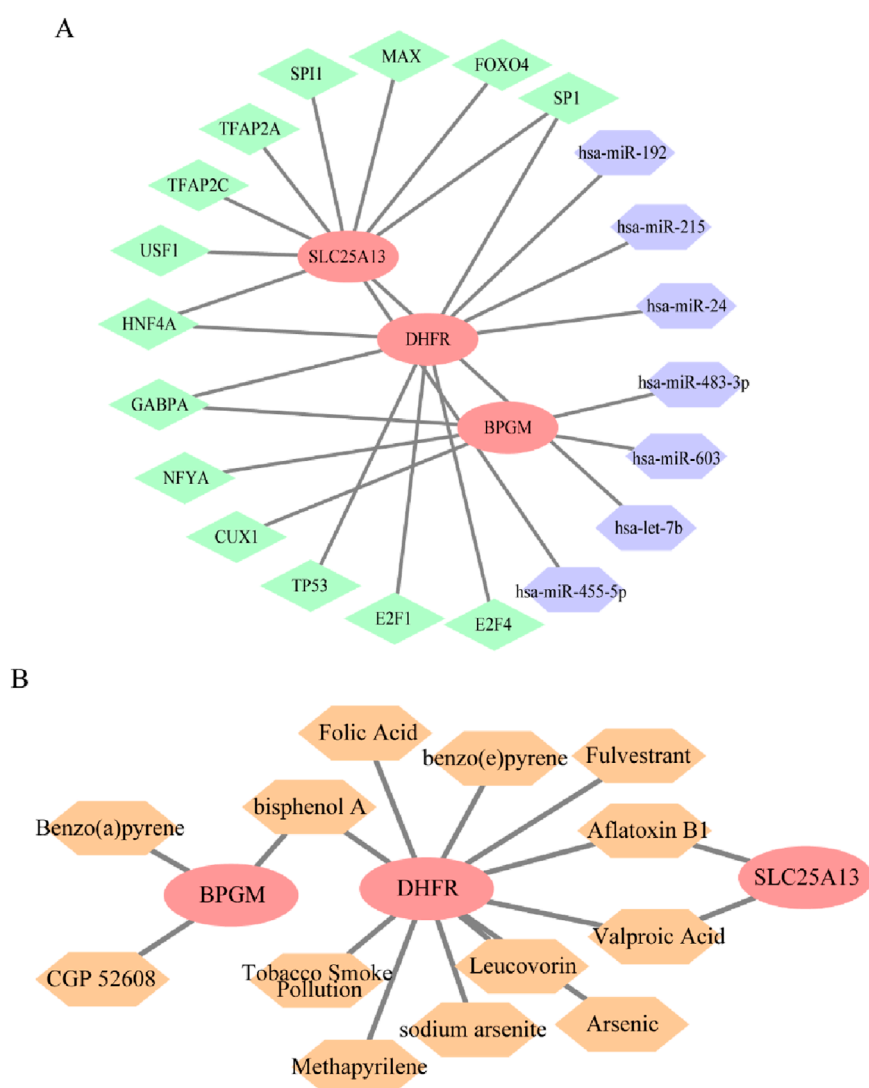 A
MAX
SPI1
FOXO4
SP1
TFAP2A
hsa-miR-192
TFAP2C
hsa-miR-215
USF1
SLC25A13
hsa-miR-24
HNF4A
DHFR
hsa-miR-483-3p
GABPA
BPGM
hsa-miR-603
NFYA
hsa-let-7b
CUX1
TP53
hsa-miR-455-5p
E2F1
E2F4
B
Folic Acid
benzo(e)pyrene
Fulvestrant
bisphenol A
Benzo(a)pyrene
Aflatoxin B1
BPGM
DHFR
SLC25A13
Valproic Acid
CGP 52608
Tobacco Smoke
Pollution
Leucovorin
sodium arsenite
Arsenic
Methapyrilene